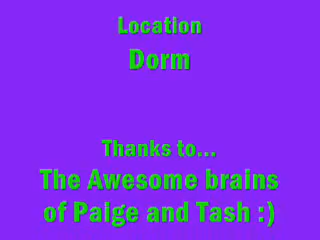 Location
Dorm
Thanks to...
The Awesome brains
of Paige and Tash :)